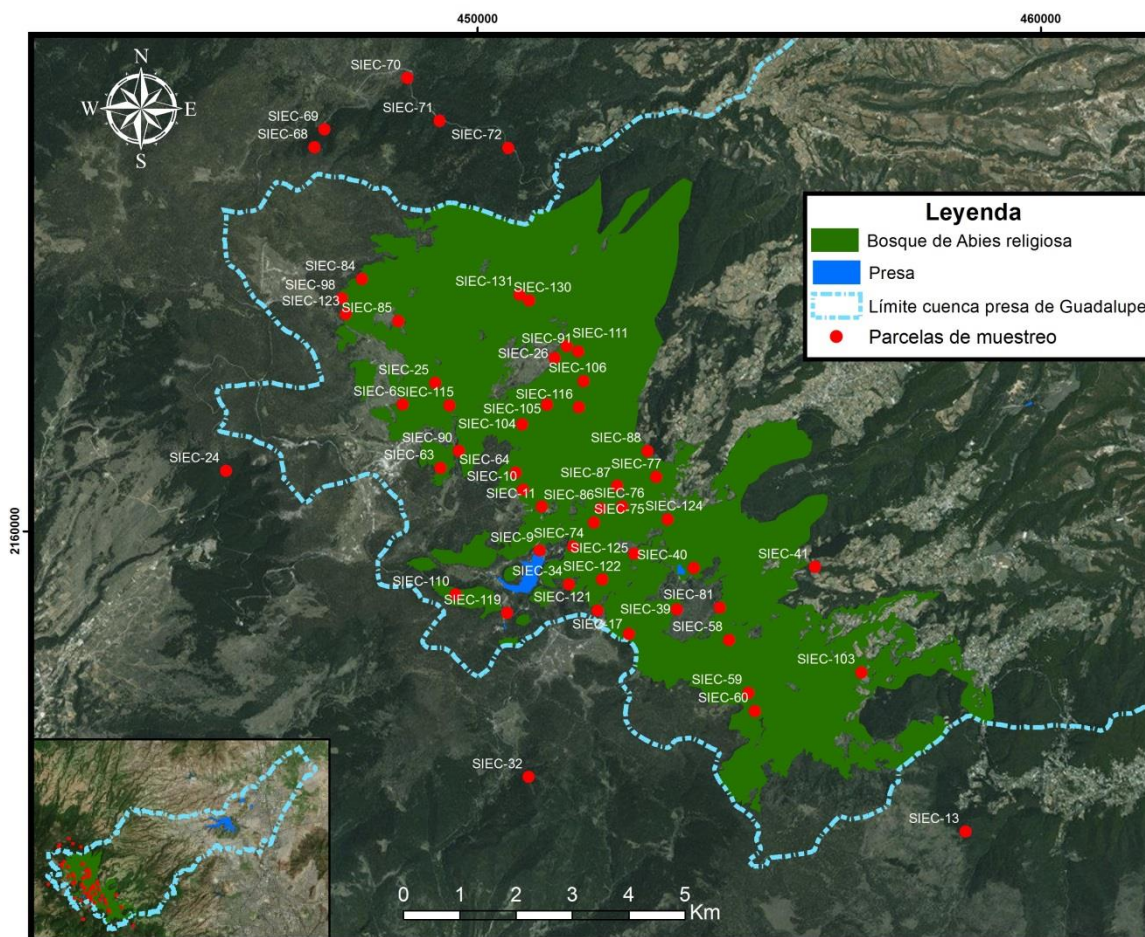 450000
460000
2160000
N
W
E
S
SIEC-70
SIEC-71
SIEC-69
SIEC-68
SIEC-72
Leyenda
Bosque de Abies religiosa
Presa
Límite cuenca presa de Guadalupe
Parcelas de muestreo
SIEC-84
SIEC-98
SIEC-123
SIEC-85
SIEC-131
SIEC-130
SIEC-91
SIEC-111
SIEC-26
SIEC-106
SIEC-25
SIEC-6
SIEC-115
SIEC-116
SIEC-105
SIEC-104
SIEC-90
SIEC-63
SIEC-64
SIEC-10
SIEC-11
SIEC-88
SIEC-77
SIEC-87
SIEC-86
SIEC-76
SIEC-75
SIEC-124
SIEC-24
SIEC-9
SIEC-74
SIEC-125
SIEC-40
SIEC-41
SIEC-34
SIEC-122
SIEC-110
SIEC-119
SIEC-121
SIEC-39
SIEC-81
SIEC-17
SIEC-58
SIEC-103
SIEC-59
SIEC-60
SIEC-32
SIEC-13
0 1 2 3 4 5
Km